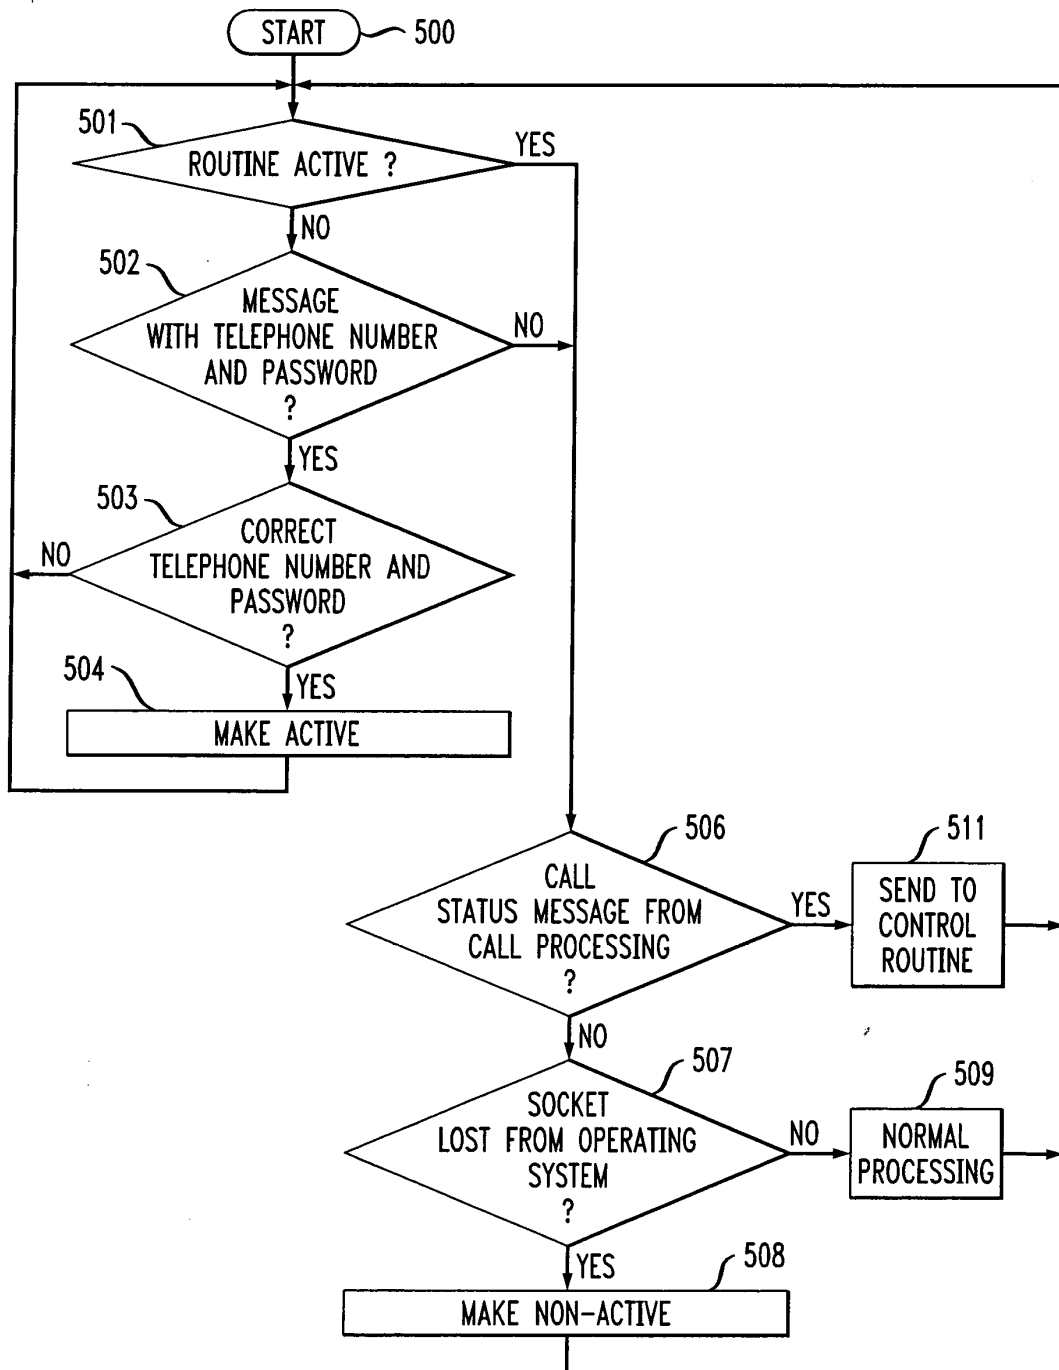 START
500
501
ROUTINE ACTIVE ?
YES
NO
502
MESSAGE
WITH TELEPHONE NUMBER
AND PASSWORD
?
NO
YES
503
CORRECT
TELEPHONE NUMBER AND
PASSWORD
?
NO
YES
504
MAKE ACTIVE
506
CALL
STATUS MESSAGE FROM
CALL PROCESSING
?
YES
511
SEND TO
CONTROL
ROUTINE
NO
507
SOCKET
LOST FROM OPERATING
SYSTEM
?
NO
509
NORMAL
PROCESSING
YES
508
MAKE NON-ACTIVE